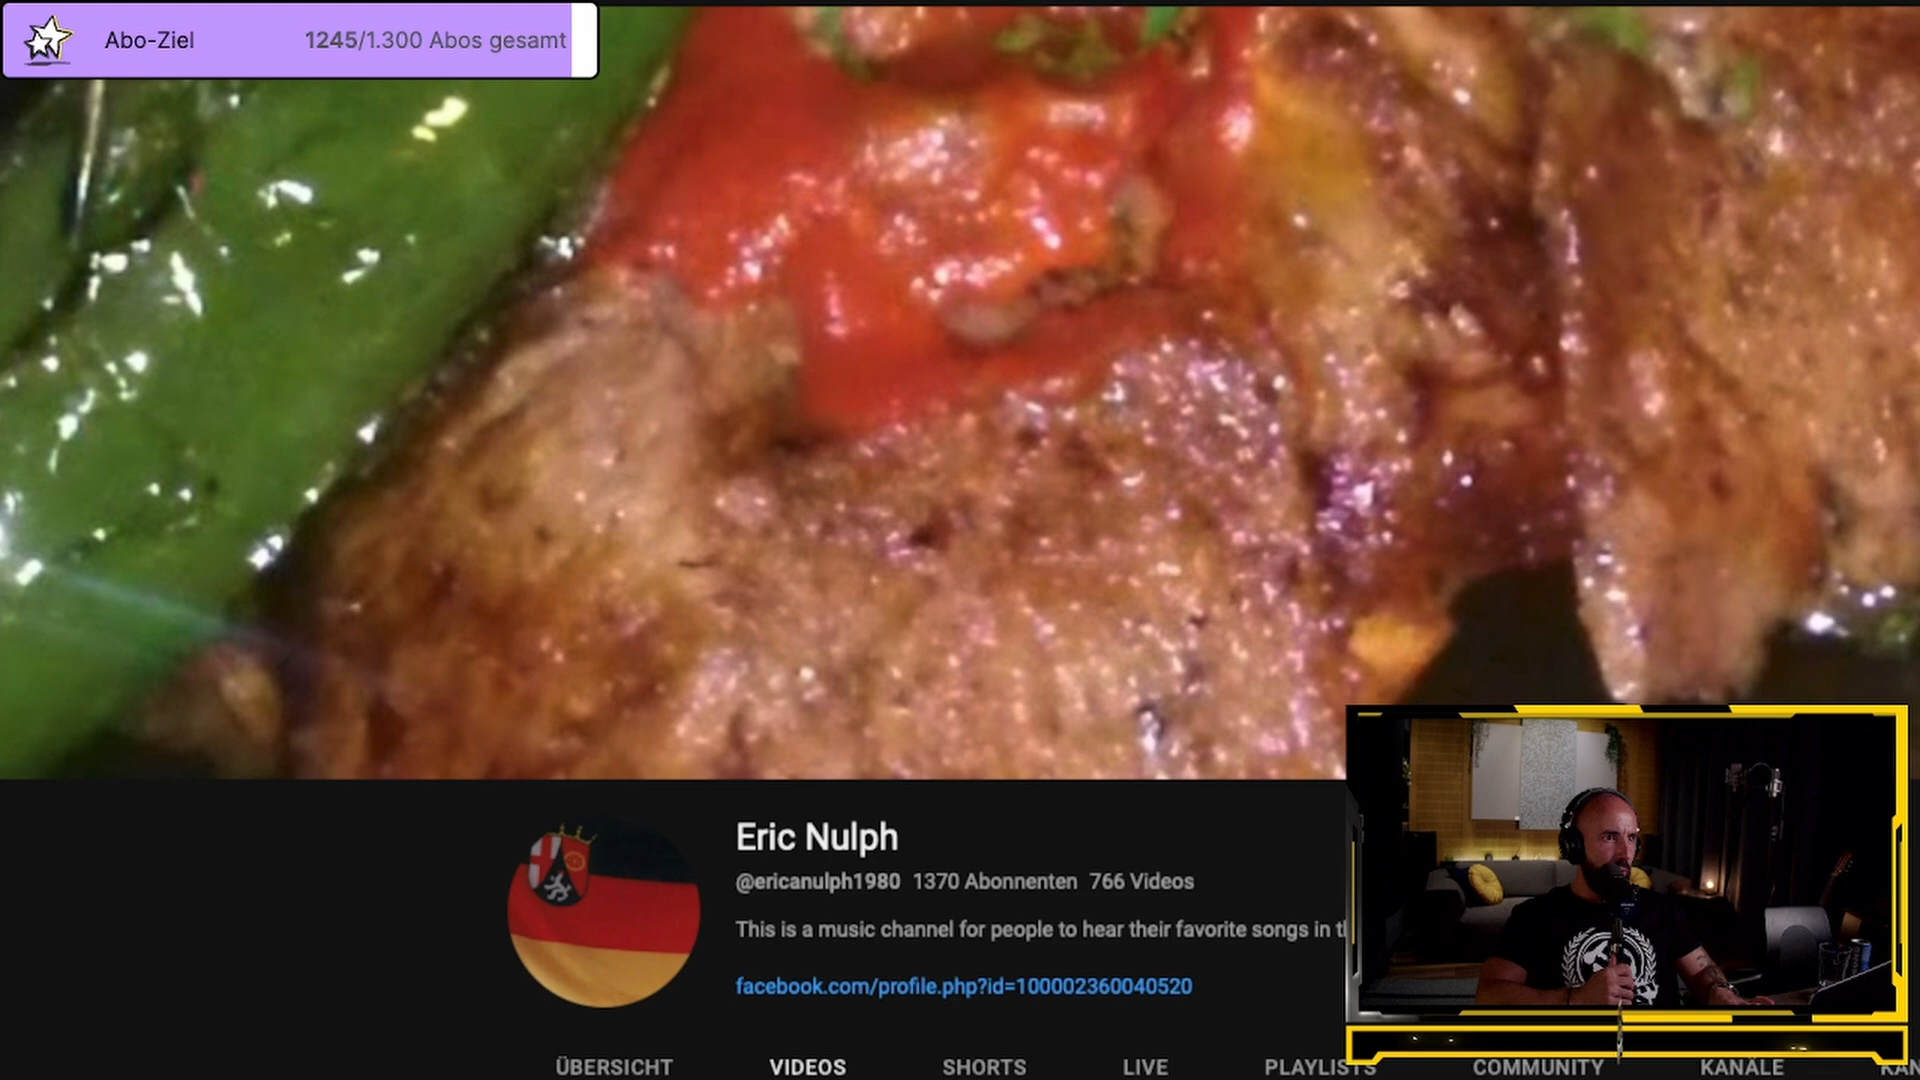 Abo-Ziel 1245/1.300 Abos gesamt
Eric Nulph
@ericanulph1980 1370 Abonnenten 766 Videos
This is a music channel for people to hear their favorite songs in
facebook.com/profile.php?id=100002360040520
ÜBERSICHT VIDEOS SHORTS LIVE PLAYLISTS COMMUNITY KANÄLE